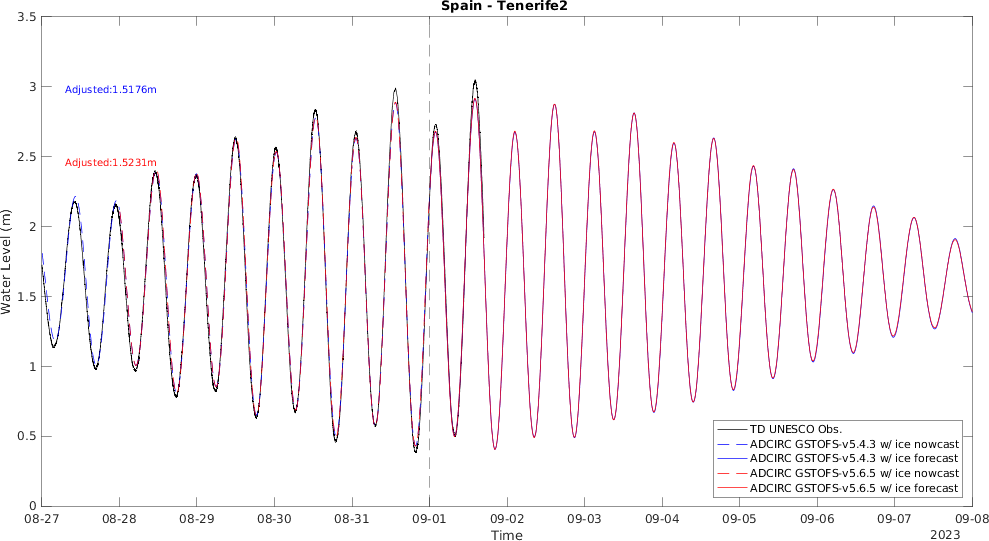 Spain - Tenerife2
3.5
3
2.5
2
1.5
1
0.5
0
Water Level (m)
Adjusted:1.5176m
Adjusted:1.5231m
TD UNESCO Obs.
ADCIRC GSTOFS-v5.4.3 w/ ice nowcast
ADCIRC GSTOFS-v5.4.3 w/ ice forecast
ADCIRC GSTOFS-v5.6.5 w/ ice nowcast
ADCIRC GSTOFS-v5.6.5 w/ ice forecast
08-27 08-28 08-29 08-30 08-31 09-01 09-02 09-03 09-04 09-05 09-06 09-07 09-08
Time
2023